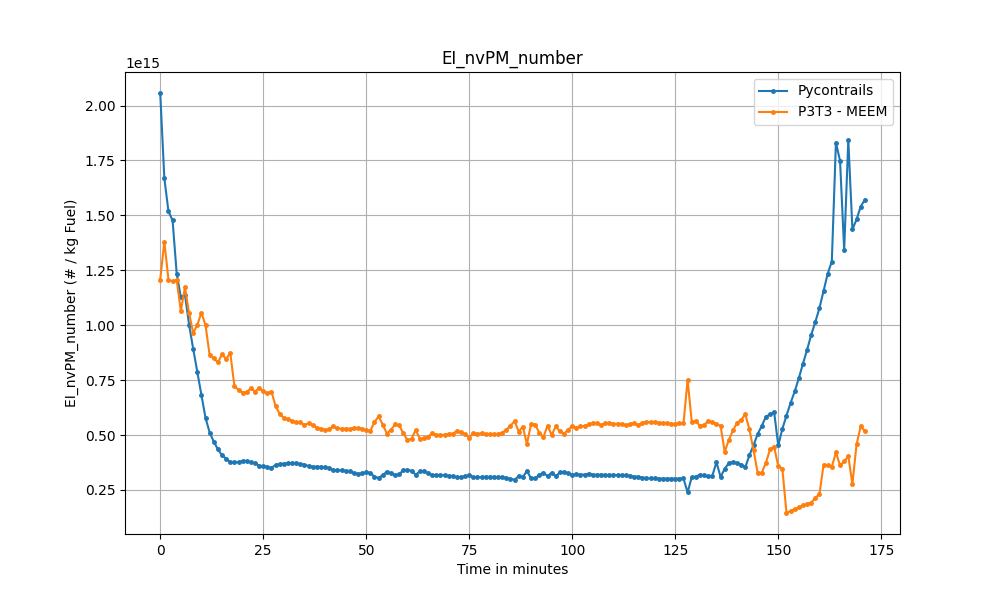 EI_nvPM_number
1e15
Pycontrails
P3T3 - MEEM
2.00
1.75
1.50
1.25
1.00
0.75
0.50
0.25
EI_nvPM_number (# / kg Fuel)
0
25
50
75
100
125
150
175
Time in minutes